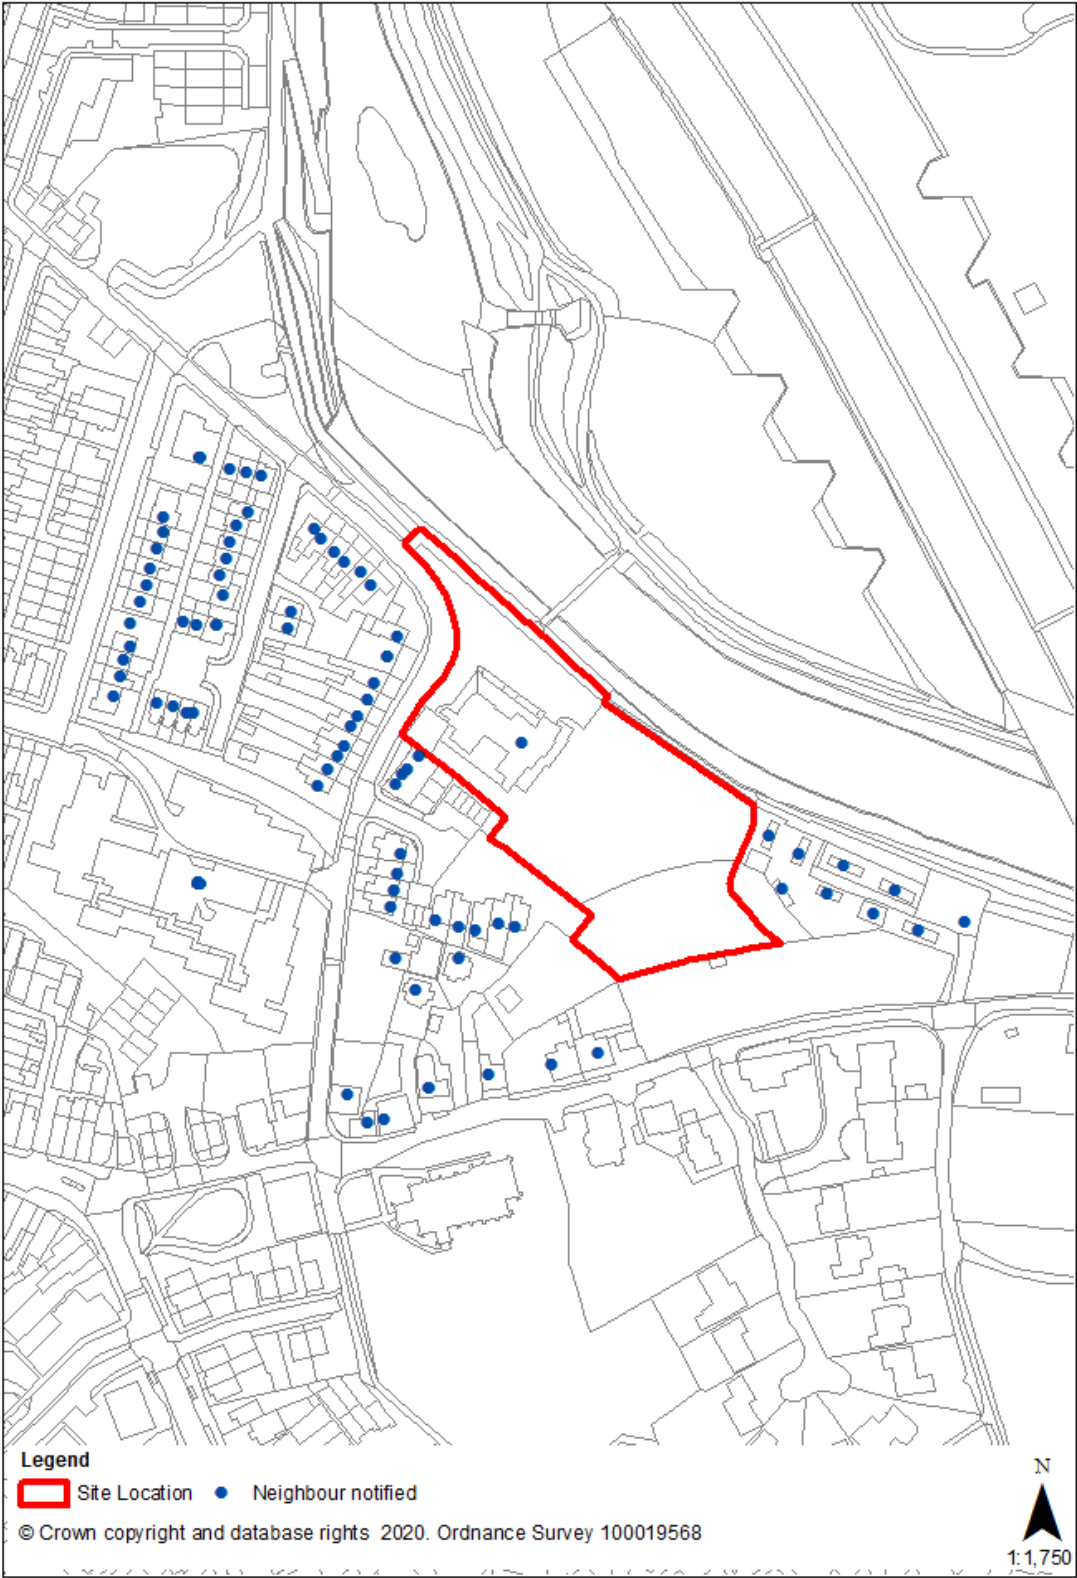 Legend
Site Location Neighbour notified
© Crown copyright and database rights 2020. Ordnance Survey 100019568
N
1:1,750